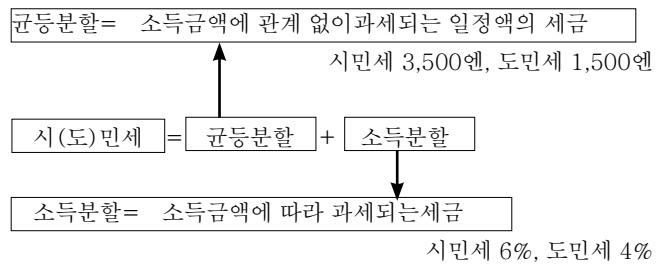 균등분할= 소득금액에 관계 없이과세되는 일정액의 세금
시민세 3,500엔, 도민세 1,500엔
시(도)민세 = 균등분할 + 소득분할
소득분할= 소득금액에 따라 과세되는세금
시민세 6%, 도민세 4%